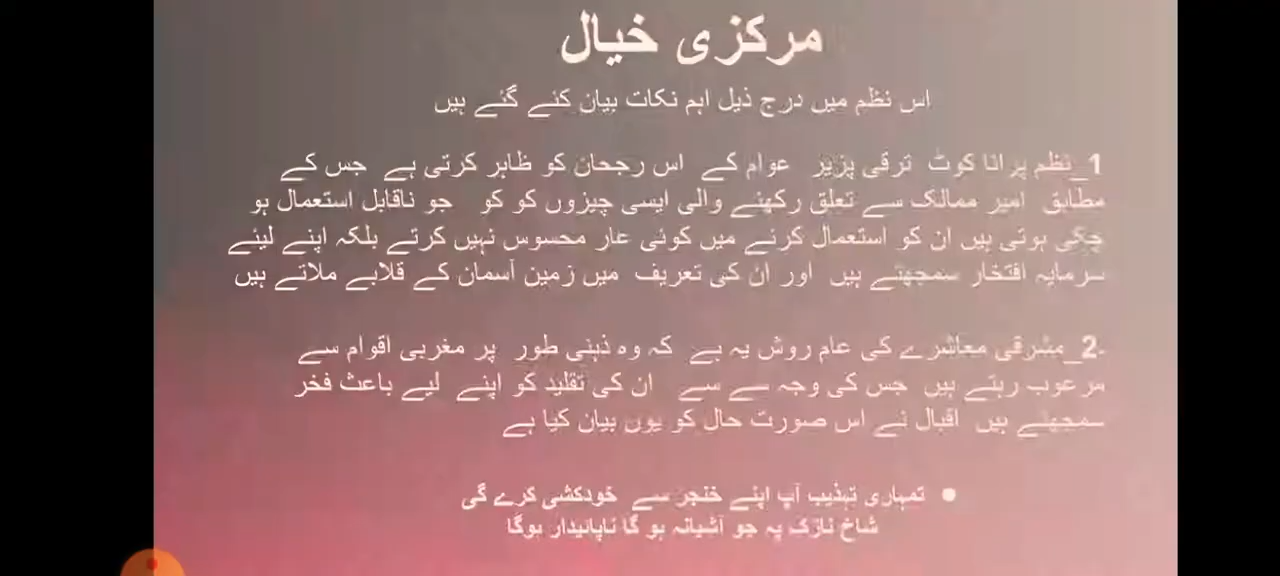 مرکزی خیال
اس نظم میں درج ذیل اہم نکات بیان کئے گئے ہیں
1_نظم پرانا کوٹ ترقی پزیر عوام کے اس رجحان کو ظاہر کرتی ہے جس کے
مطابق امیر ممالک سے تعلق رکھنے والی ایسی چیزوں کو کو جو ناقابل استعمال ہو
چکی ہوتی ہیں ان کو استعمال کرنے میں کوئی عار محسوس نہیں کرتے بلکہ اپنے لیئے
سرمایہ افتخار سمجھتے ہیں اور ان کی تعریف میں زمین آسمان کے قلابے ملاتے ہیں
.2_مشرقی معاشرے کی عام روش یہ ہے کہ وہ ذہنی طور پر مغربی اقوام سے
مرعوب رہتے ہیں جس کی وجہ سے سے ان کی تقلید کو اپنے لیے باعث فخر
سمجھتے ہیں اقبال نے اس صورت حال کو یوں بیان کیا ہے
• تمہاری تہذیب آپ اپنے خنجر سے خودکشی کرے گی
شاخ نازک پہ جو آشیانہ ہو گا ناپائیدار ہوگا